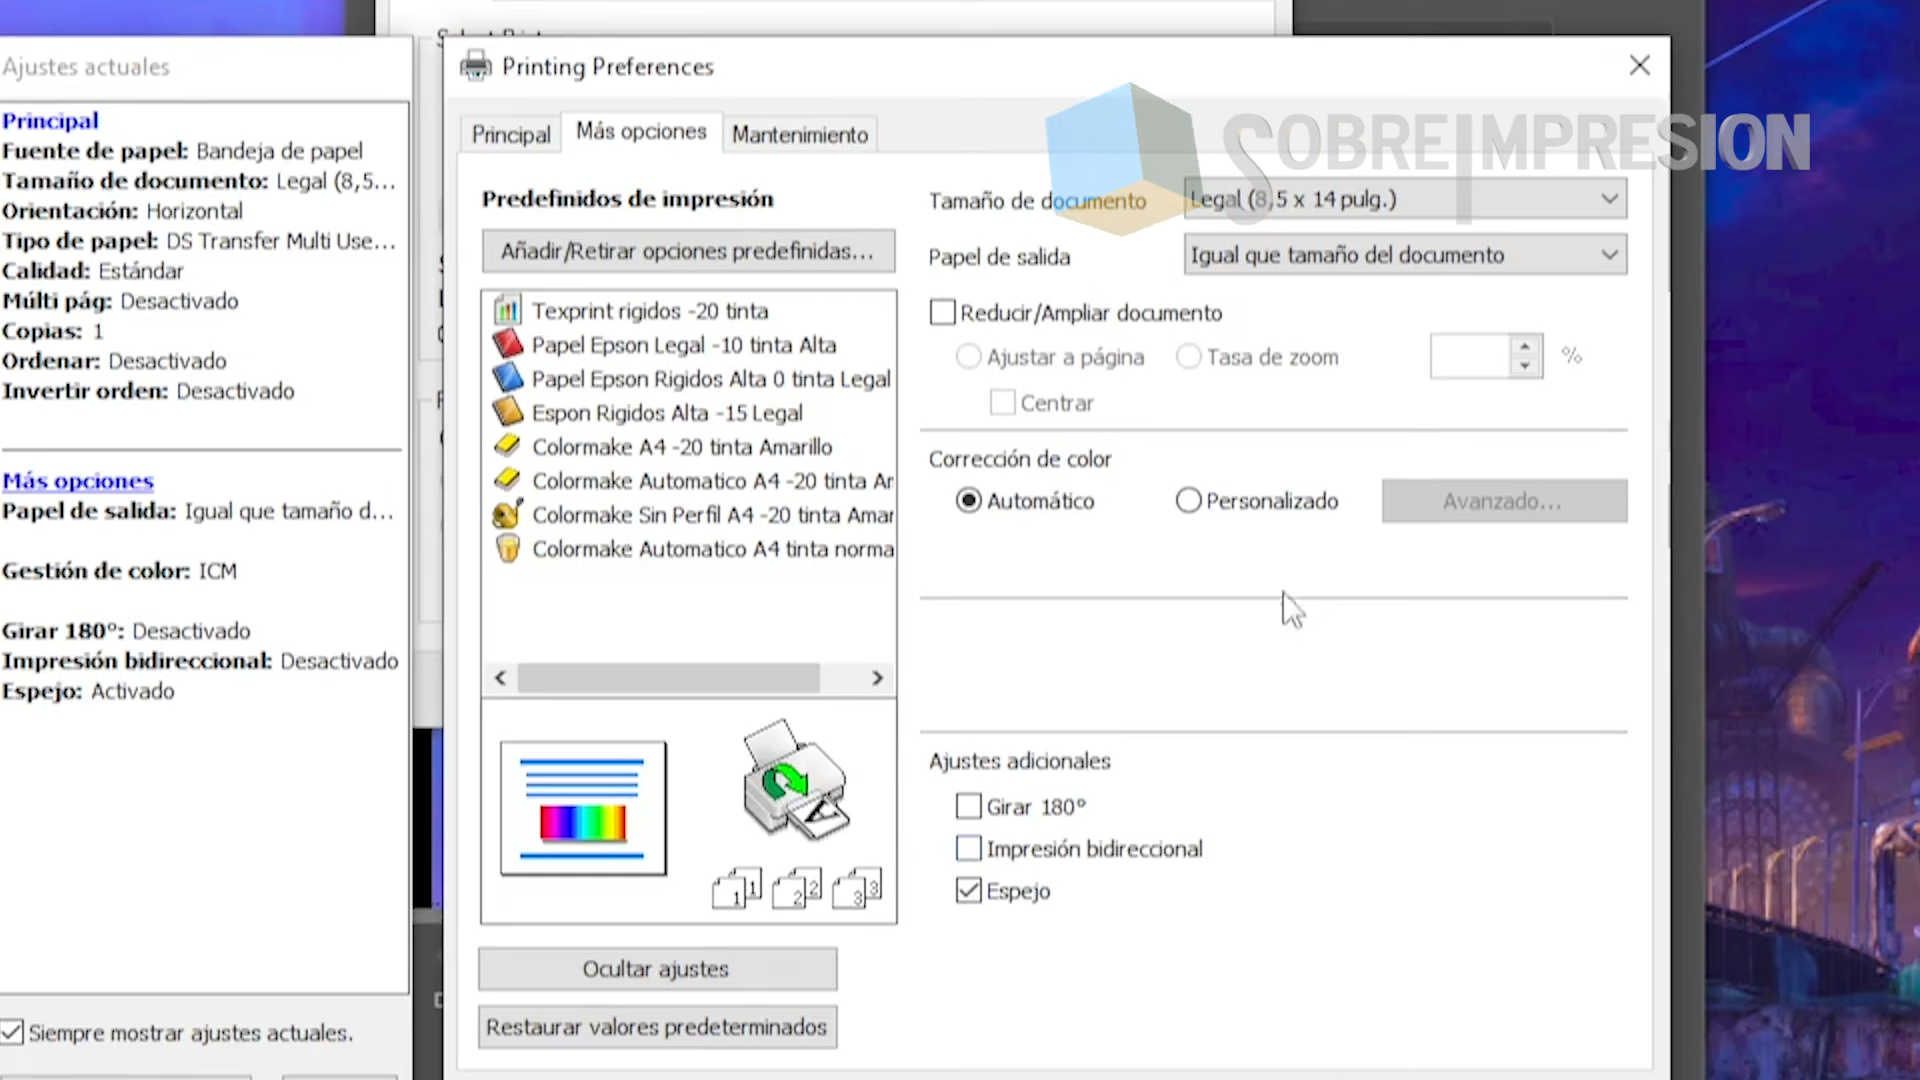 Ajustes actuales
Principal
Fuente de papel: Bandeja de papel
Tamaño de documento: Legal (8,5...
Orientación: Horizontal
Tipo de papel: DS Transfer Multi Use...
Calidad: Estándar
Múlti pág: Desactivado
Copias: 1
Ordenar: Desactivado
Invertir orden: Desactivado
Más opciones
Papel de salida: Igual que tamaño d...
Gestión de color: ICM
Girar 180º: Desactivado
Impresión bidireccional: Desactivado
Espejo: Activado
Siempre mostrar ajustes actuales.
Printing Preferences
SOBREIMPRESION
Principal
Más opciones
Mantenimiento
Predefinidos de impresión
Añadir/Retirar opciones predefinidas...
Texprint rigidos -20 tinta
Papel Epson Legal -10 tinta Alta
Papel Epson Rigidos Alta 0 tinta Legal
Espon Rigidos Alta -15 Legal
Colormake A4 -20 tinta Amarillo
Colormake Automatico A4 -20 tinta Ar
Colormake Sin Perfil A4 -20 tinta Amar
Colormake Automatico A4 tinta norma
1 1 2 2 3 3
Ocultar ajustes
Restaurar valores predeterminados
Tamaño de documento
Legal (8,5 x 14 pulg.)
Papel de salida
Igual que tamaño del documento
Reducir/Ampliar documento
Ajustar a página
Tasa de zoom
%
Centrar
Corrección de color
Automático
Personalizado
Avanzado...
Ajustes adicionales
Girar 180º
Impresión bidireccional
Espejo